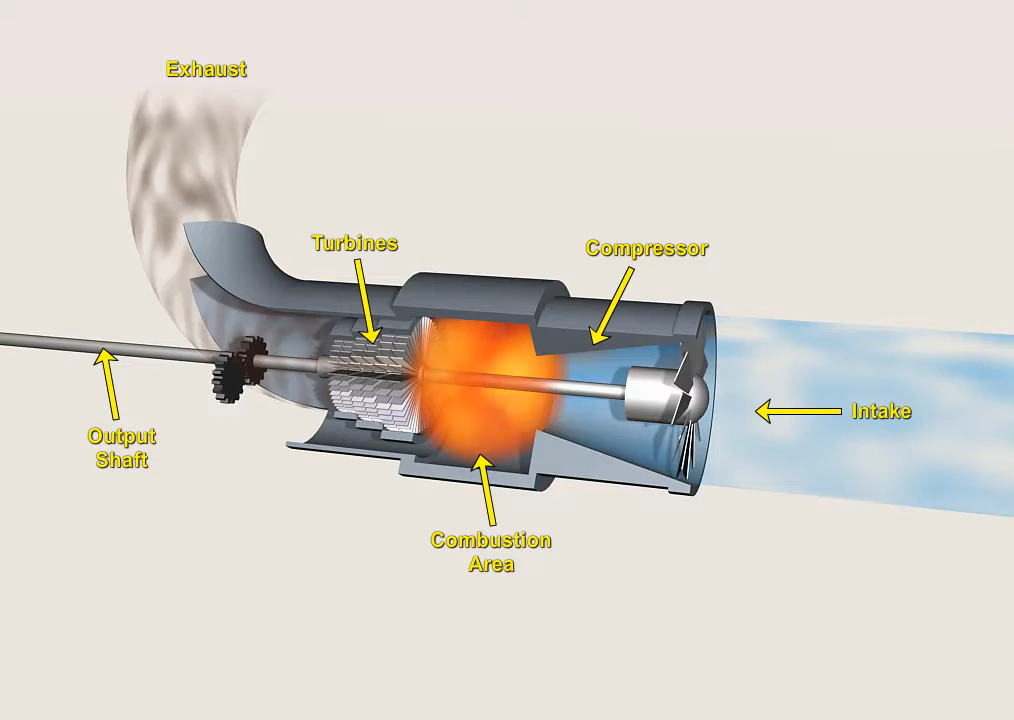 Exhaust
Turbines
Compressor
Intake
Output
Shaft
Combustion
Area